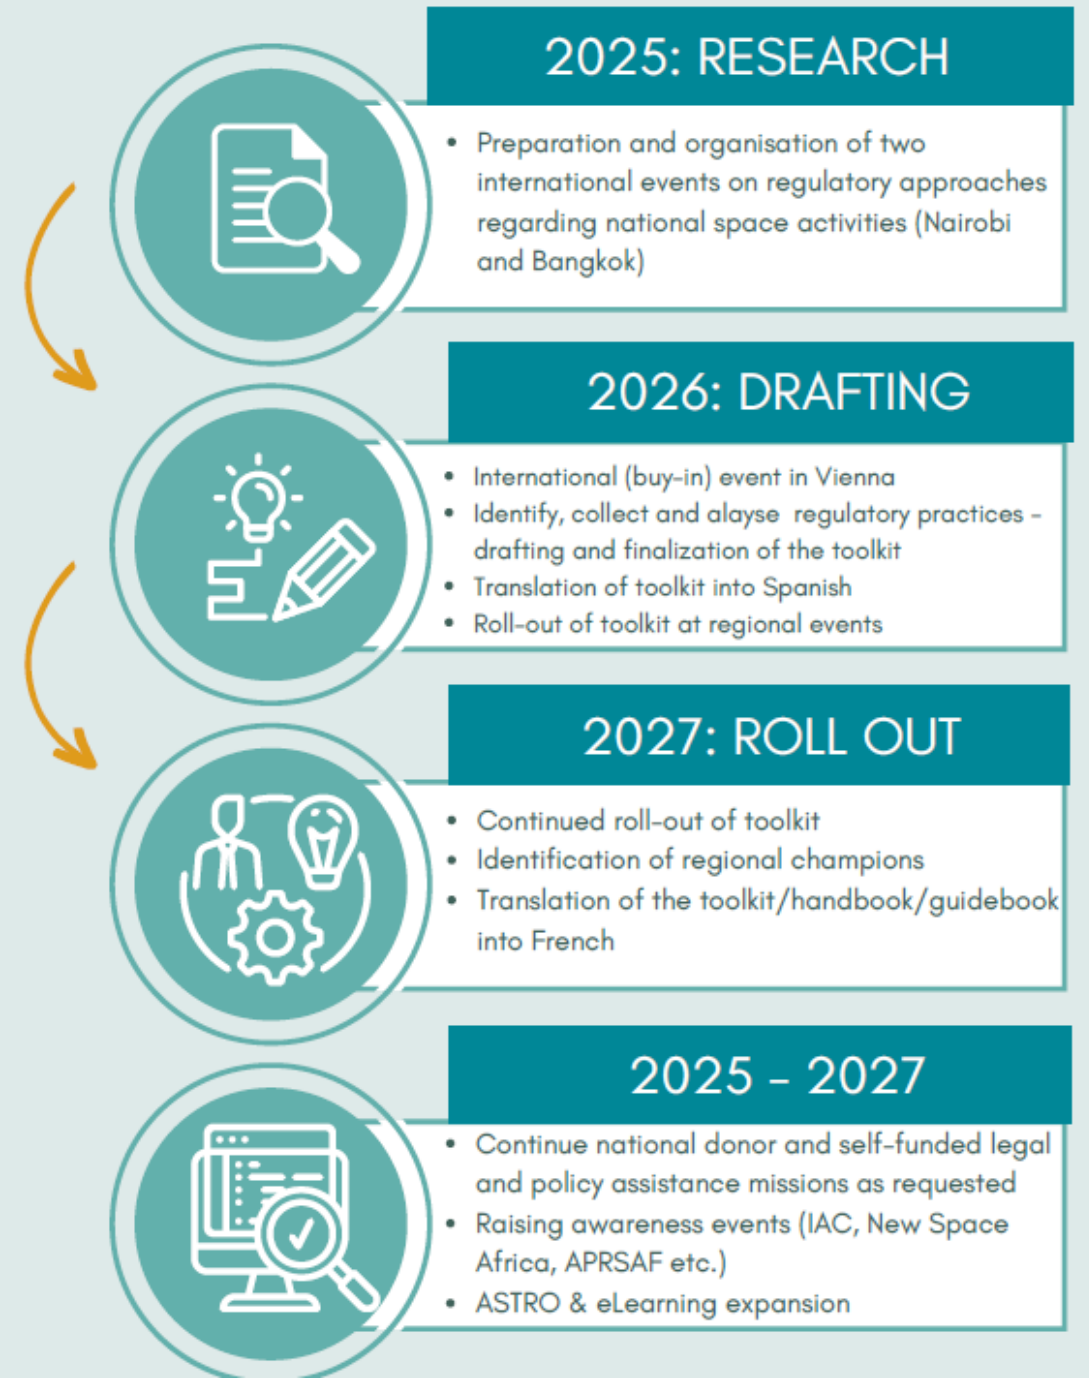 2025: RESEARCH
• Preparation and organisation of two
international events on regulatory approaches
regarding national space activities (Nairobi
and Bangkok)
2026: DRAFTING
• International (buy-in) event in Vienna
• Identify, collect and alayse regulatory practices -
drafting and finalization of the toolkit
• Translation of toolkit into Spanish
• Roll-out of toolkit at regional events
2027: ROLL OUT
• Continued roll-out of toolkit
• Identification of regional champions
• Translation of the toolkit/handbook/guidebook
into French
2025 - 2027
• Continue national donor and self-funded legal
and policy assistance missions as requested
• Raising awareness events (IAC, New Space
Africa, APRSAF etc.)
• ASTRO & eLearning expansion